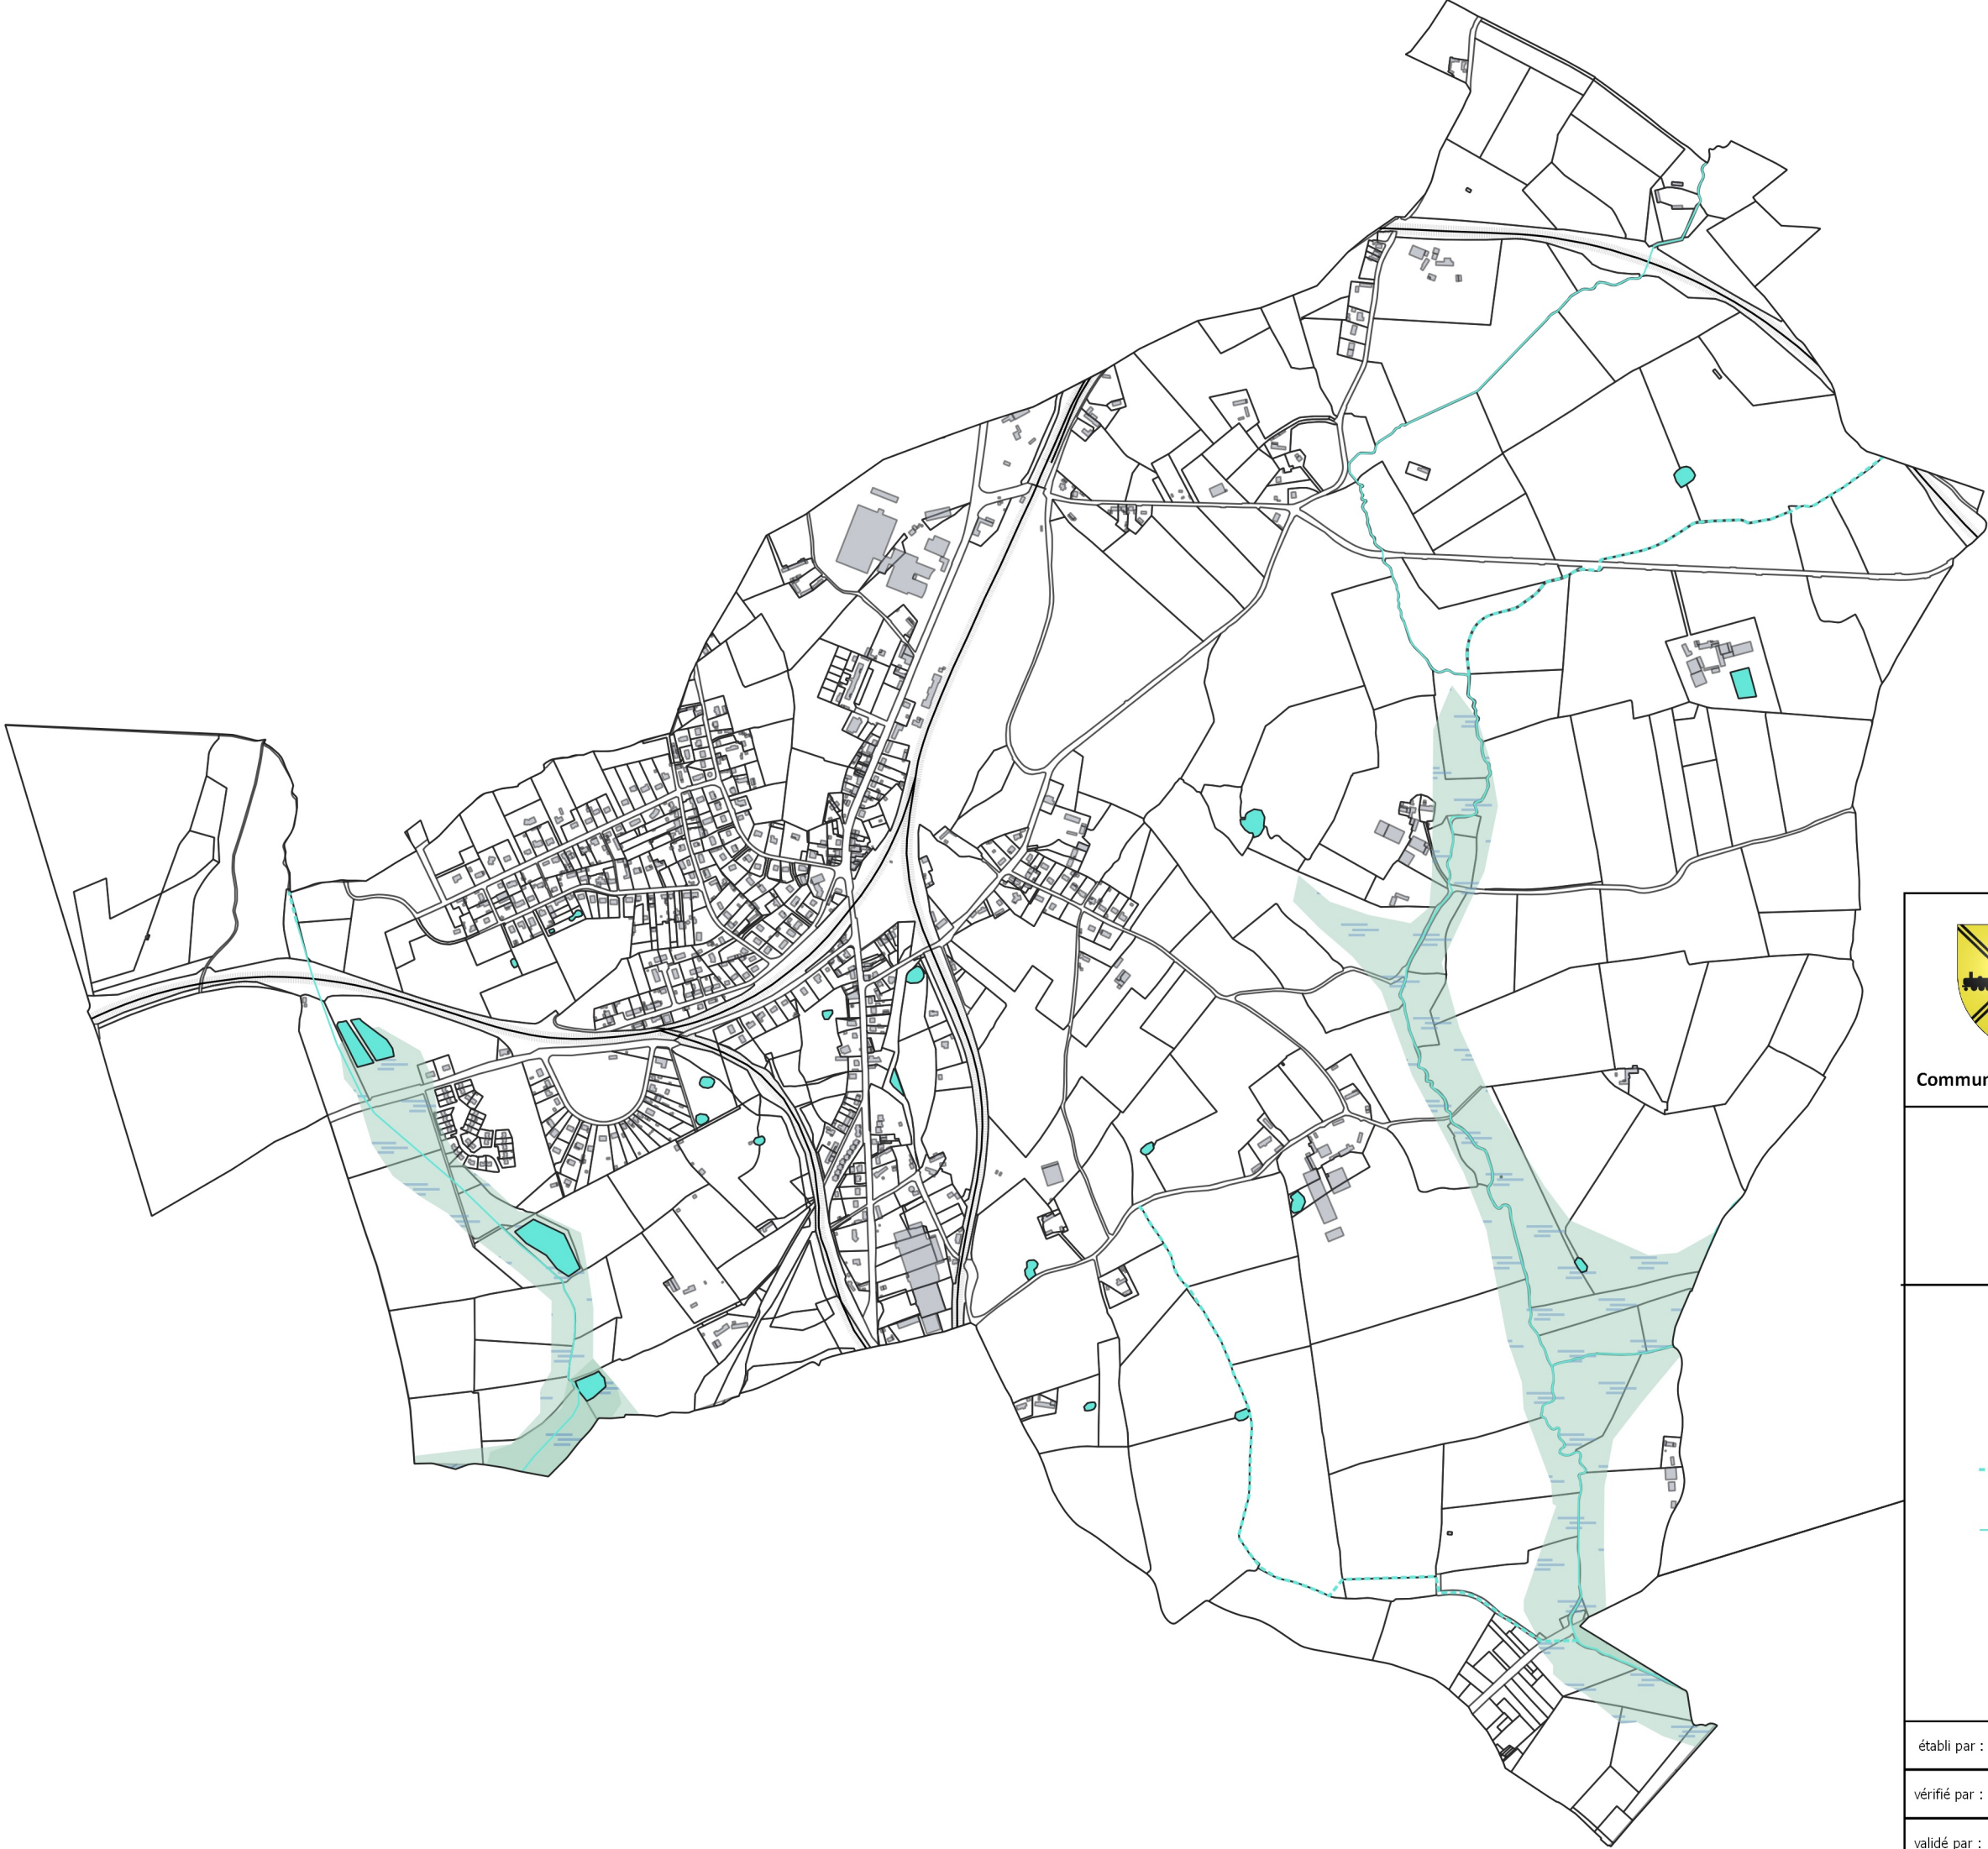 Commun
établi par :
vérifié par :
validé par :